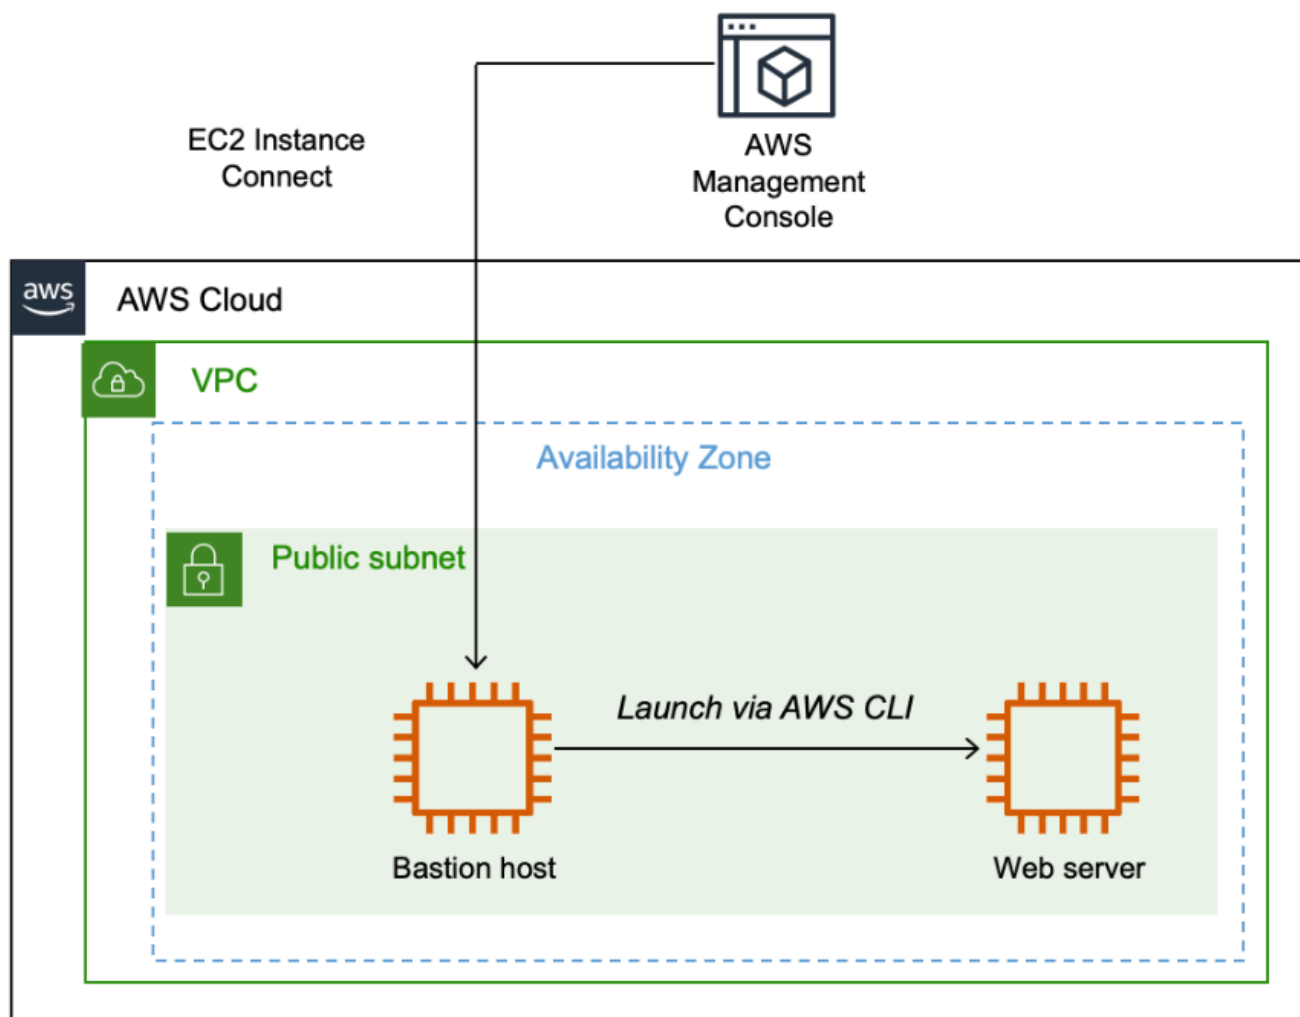 EC2 Instance
Connect
AWS
Management
Console
aws
AWS Cloud
VPC
Availability Zone
Public subnet
Launch via AWS CLI
Bastion host
Web server